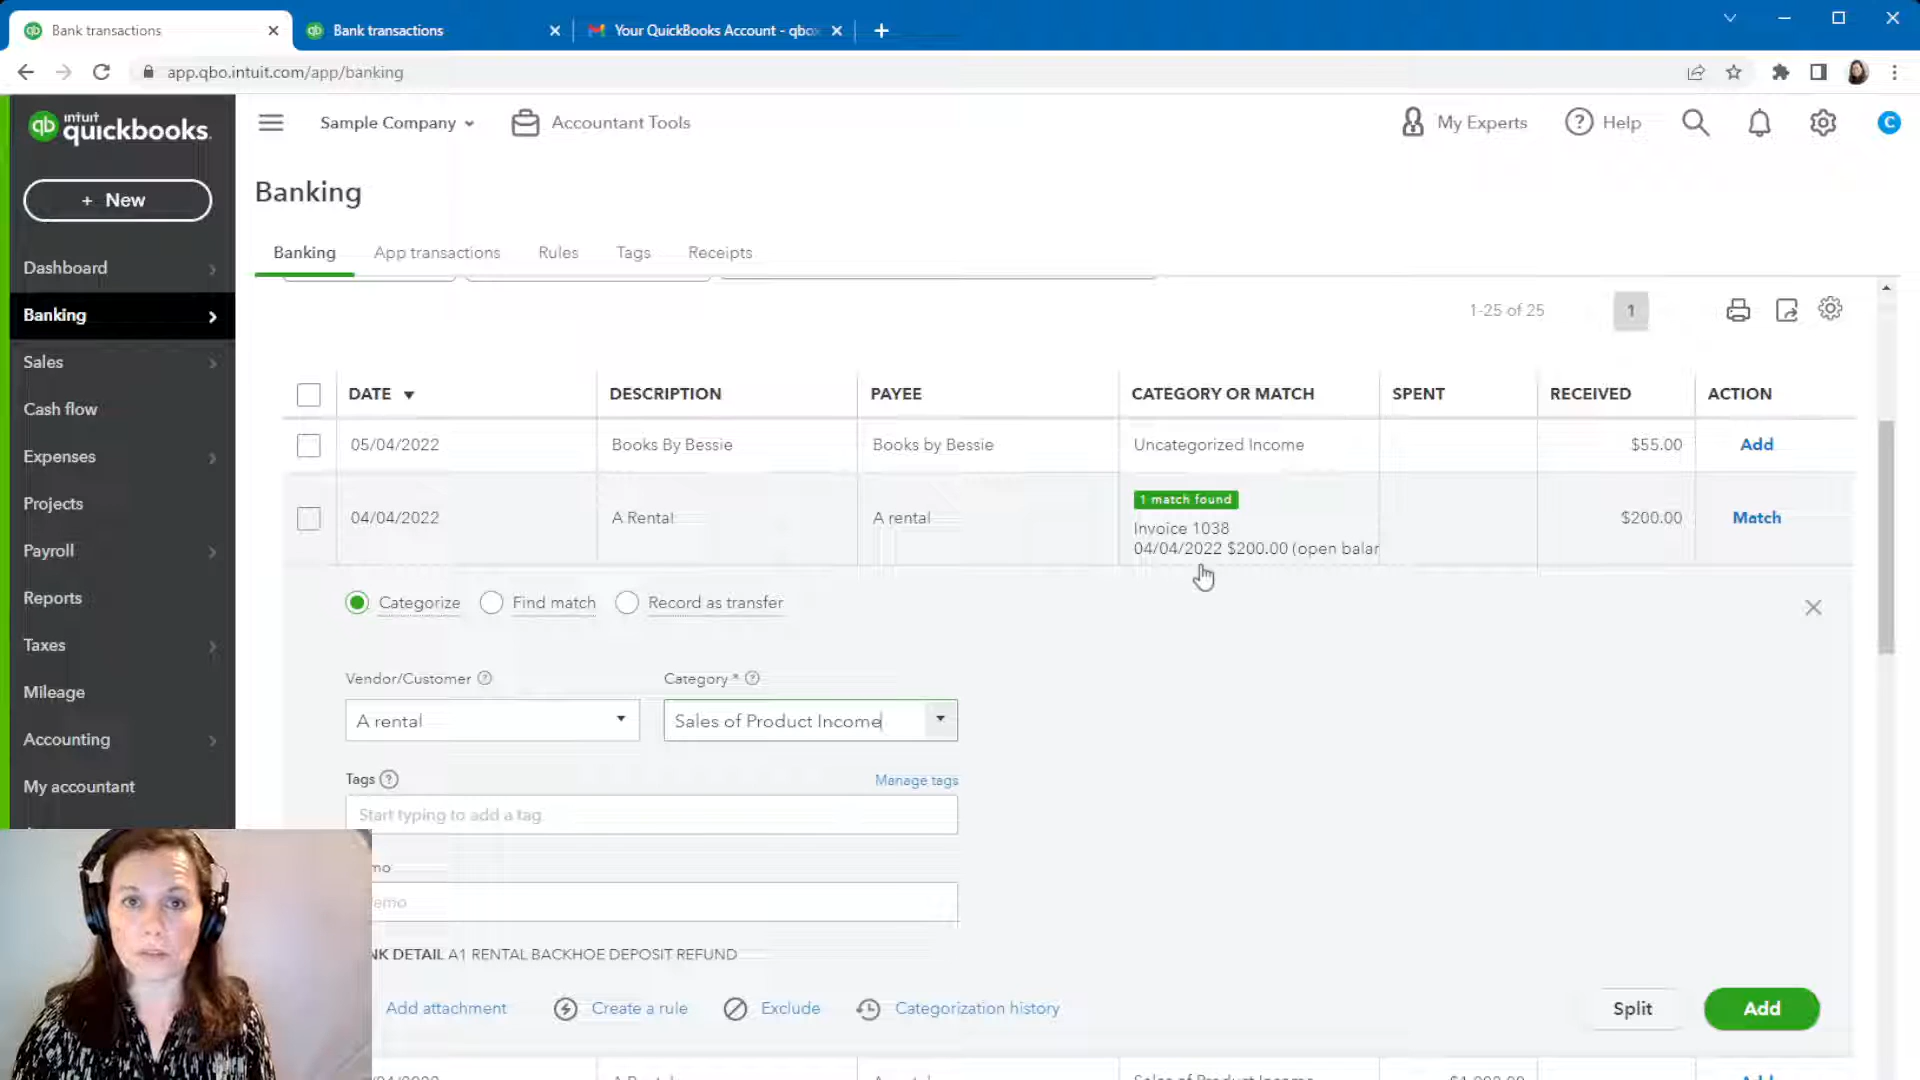 Bank transactions
Bank transactions
Your QuickBooks Account - qbo
app.qbo.intuit.com/app/banking
intuit
quickbooks.
qb
Sample Company
Accountant Tools
My Experts
Help
C
+ New
Banking
Banking
App transactions
Rules
Tags
Receipts
Dashboard
Banking
Sales
Cash flow
Expenses
Projects
Payroll
Reports
Taxes
Mileage
Accounting
My accountant
1-25 of 25
1
DATE DESCRIPTION PAYEE CATEGORY OR MATCH SPENT RECEIVED ACTION
05/04/2022 Books By Bessie Books by Bessie Uncategorized Income $55.00 Add
1 match found
04/04/2022 A Rental A rental $200.00 Match
Invoice 1038
04/04/2022 $200.00 (open balar
Categorize Find match Record as transfer
Vendor/Customer Category *
A rental Sales of Product Income
Tags Manage tags
Start typing to add a tag
mo
emo
NK DETAIL A1 RENTAL BACKHOE DEPOSIT REFUND
Add attachment Create a rule Exclude Categorization history Split Add